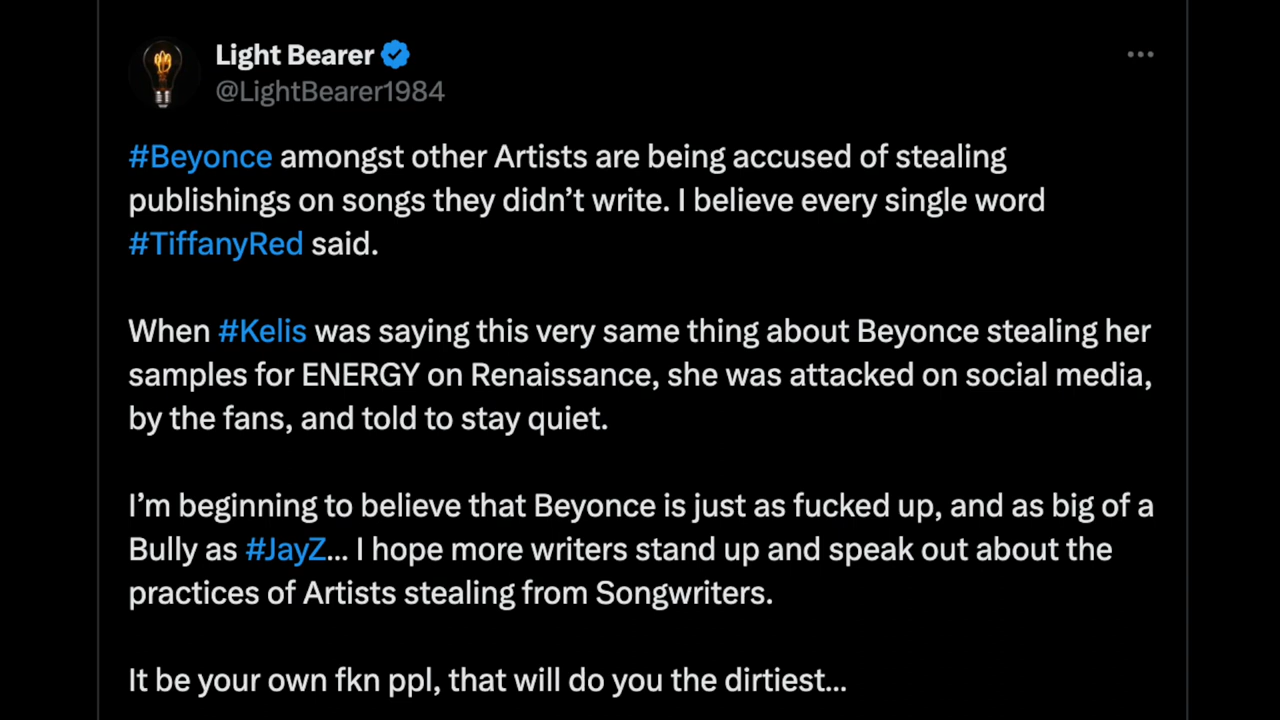 Light Bearer
@LightBearer1984
#Beyonce amongst other Artists are being accused of stealing
publishings on songs they didn’t write. I believe every single word
#TiffanyRed said.
When #Kelis was saying this very same thing about Beyonce stealing her
samples for ENERGY on Renaissance, she was attacked on social media,
by the fans, and told to stay quiet.
I’m beginning to believe that Beyonce is just as fucked up, and as big of a
Bully as #JayZ... I hope more writers stand up and speak out about the
practices of Artists stealing from Songwriters.
It be your own fkn ppl, that will do you the dirtiest...